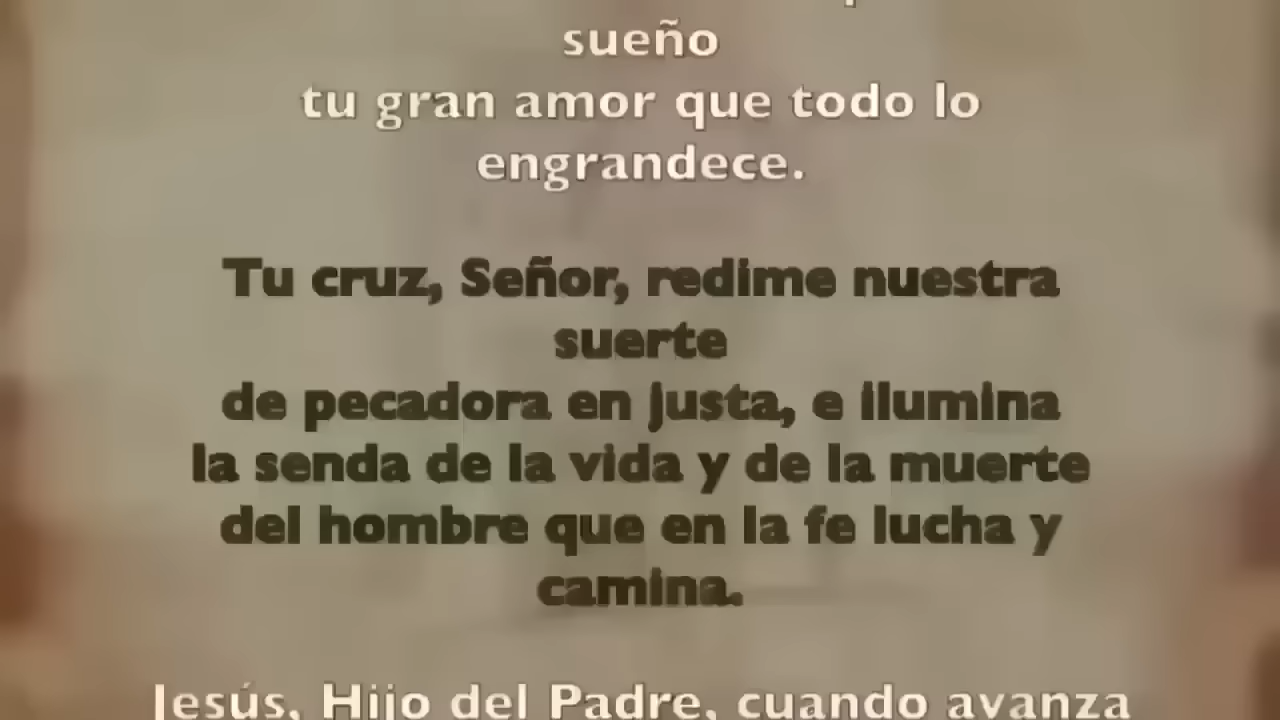 sueño
tu gran amor que todo lo
engrandece.
Tu cruz, Señor, redime nuestra
suerte
de pecadora en justa, e ilumina
la senda de la vida y de la muerte
del hombre que en la fe lucha y
camina.
Jesús, Hijo del Padre, cuando avanza